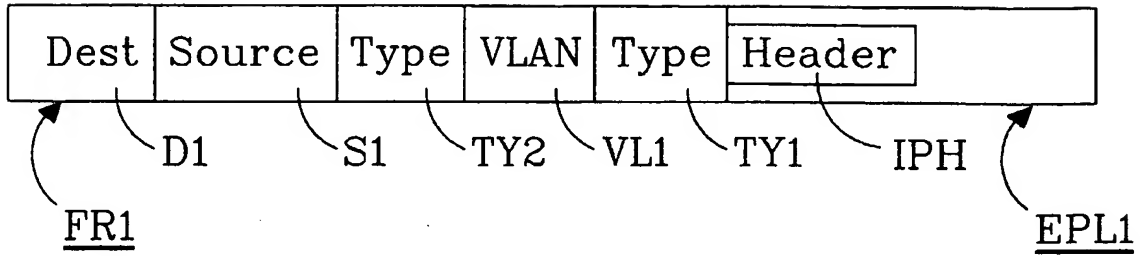 Dest Source Type VLAN Type Header
D1 S1 TY2 VL1 TY1 IPH
FR1 EPL1